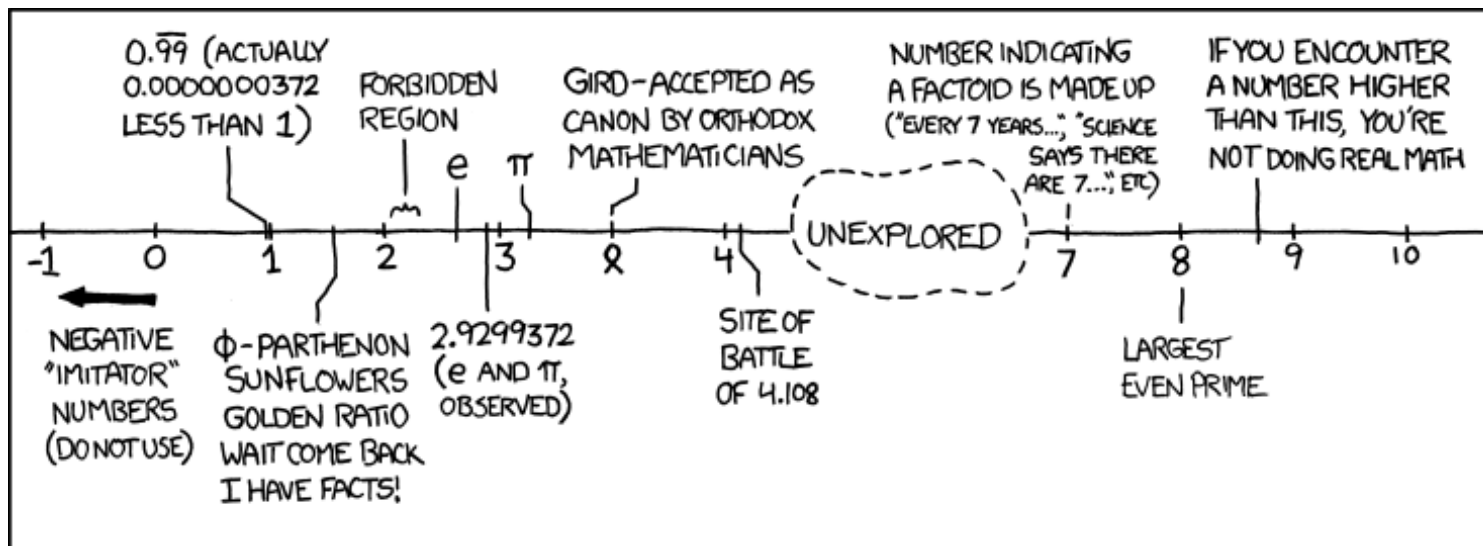 0.9̅9̅ (ACTUALLY
0.0000000372
LESS THAN 1)
FORBIDDEN
REGION
e
π
GIRD–ACCEPTED AS
CANON BY ORTHODOX
MATHEMATICIANS
NUMBER INDICATING
A FACTOID IS MADE UP
("EVERY 7 YEARS...", "SCIENCE
SAYS THERE
ARE 7...", ETC)
IF YOU ENCOUNTER
A NUMBER HIGHER
THAN THIS, YOU'RE
NOT DOING REAL MATH
UNEXPLORED
-1 0 1 2 3 ጰ 4 7 8 9 10
NEGATIVE
"IMITATOR"
NUMBERS
(DO NOT USE)
ϕ–PARTHENON
SUNFLOWERS
GOLDEN RATIO
WAIT COME BACK
I HAVE FACTS!
2.9299372
(e AND π,
OBSERVED)
SITE OF
BATTLE
OF 4.108
LARGEST
EVEN PRIME